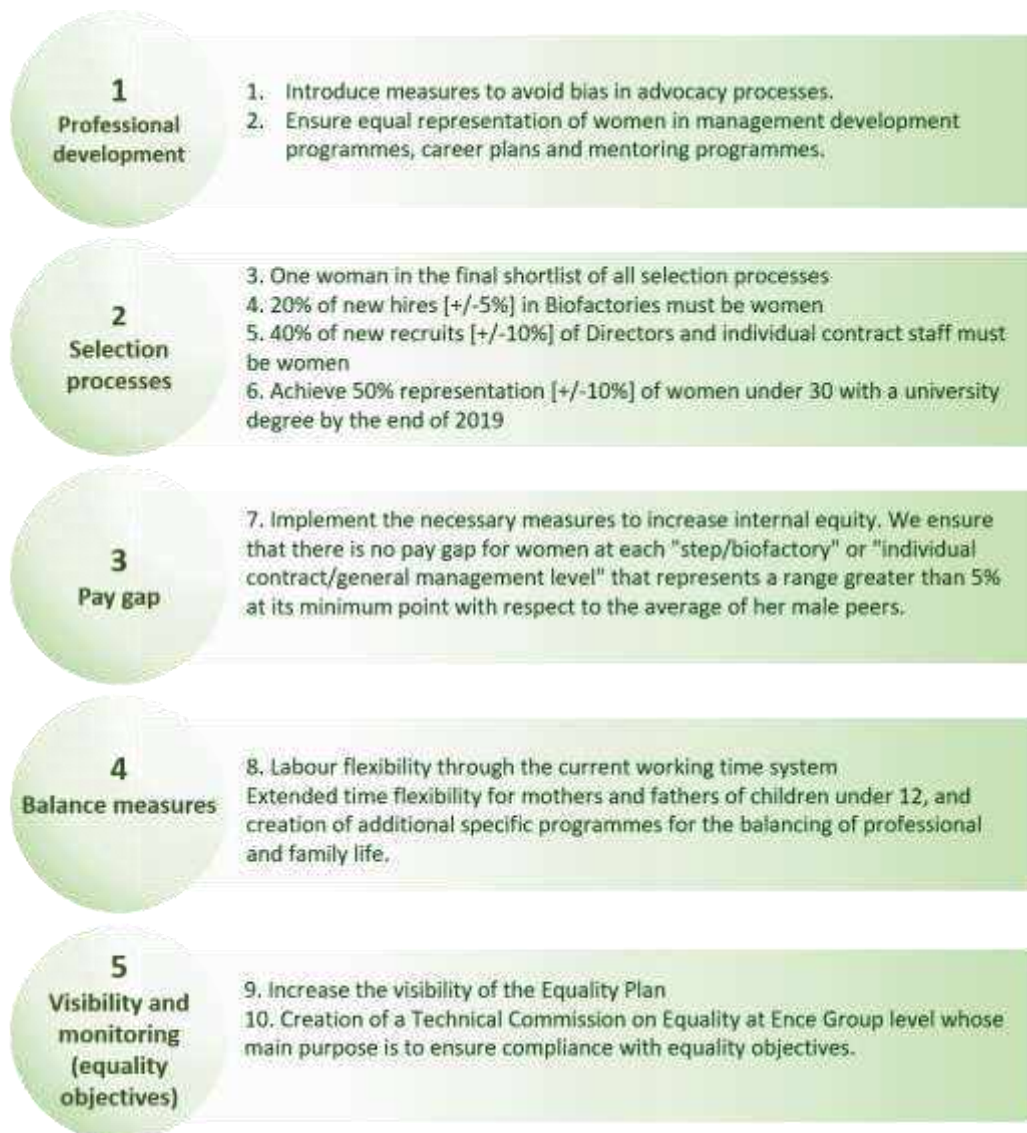 1
Professional
development
1. Introduce measures to avoid bias in advocacy processes.
2. Ensure equal representation of women in management development
programmes, career plans and mentoring programmes.
2
Selection
processes
3. One woman in the final shortlist of all selection processes
4. 20% of new hires [+/-5%] in Biofactories must be women
5. 40% of new recruits [+/-10%] of Directors and individual contract staff must
be women
6. Achieve 50% representation [+/-10%] of women under 30 with a university
degree by the end of 2019
3
Pay gap
7. Implement the necessary measures to increase internal equity. We ensure
that there is no pay gap for women at each "step/biofactory" or "individual
contract/general management level" that represents a range greater than 5%
at its minimum point with respect to the average of her male peers.
4
Balance measures
8. Labour flexibility through the current working time system
Extended time flexibility for mothers and fathers of children under 12, and
creation of additional specific programmes for the balancing of professional
and family life.
5
Visibility and
monitoring
(equality
objectives)
9. Increase the visibility of the Equality Plan
10. Creation of a Technical Commission on Equality at Ence Group level whose
main purpose is to ensure compliance with equality objectives.